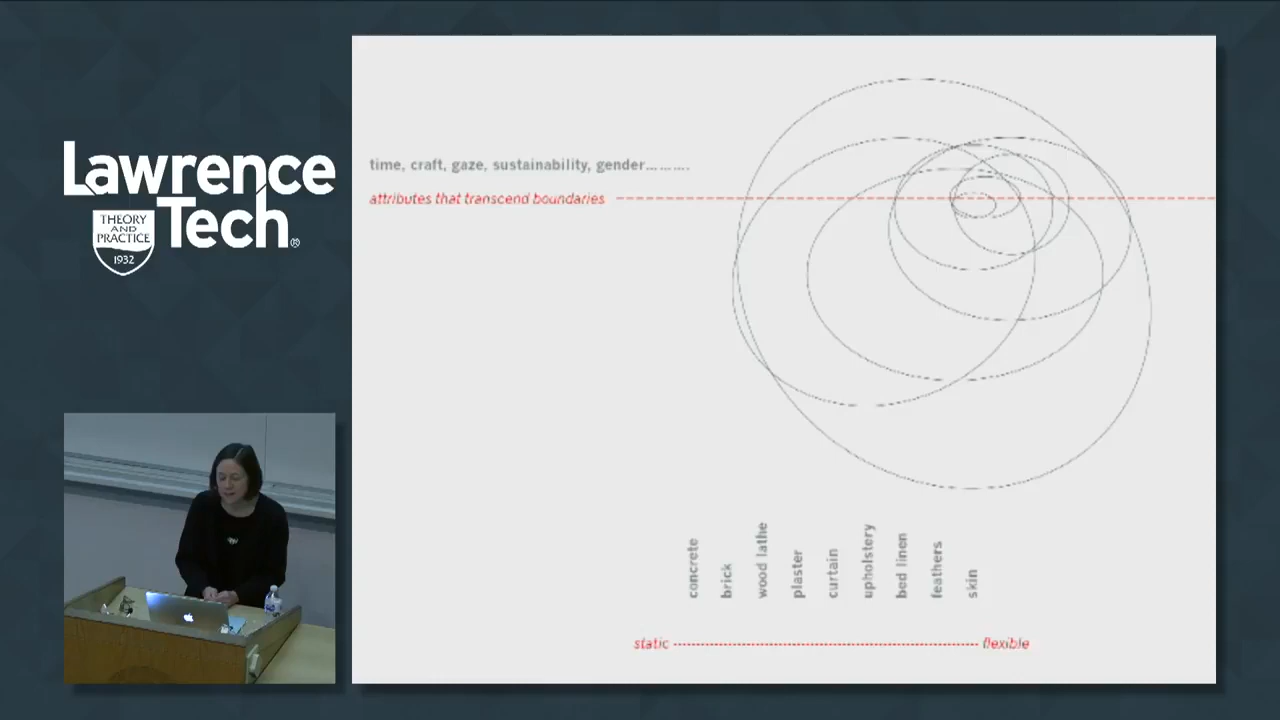 Lawrence
Tech®
THEORY
AND
PRACTICE
1932
time, craft, gaze, sustainability, gender..........
attributes that transcend boundaries
concrete
brick
wood lathe
plaster
curtain
upholstery
bed linen
feathers
skin
static
flexible